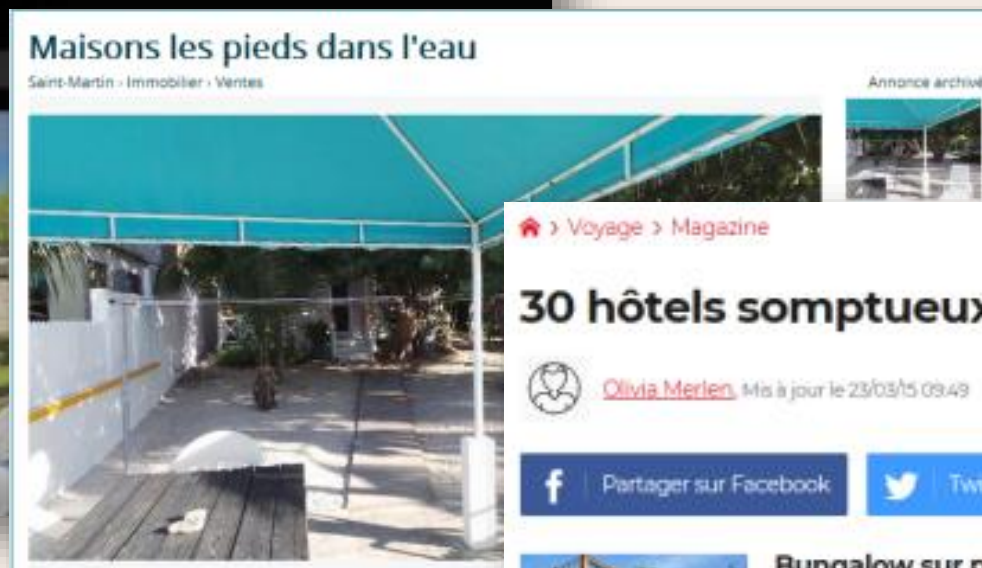 Maisons les pieds dans l'eau
Saint-Martin › Immobilier › Ventes
Annonce archivé
› Voyage › Magazine
30 hôtels somptueux
Olivia Merlen, Mis à jour le 23/03/15 09:49
f Partager sur Facebook
Bungalow sur